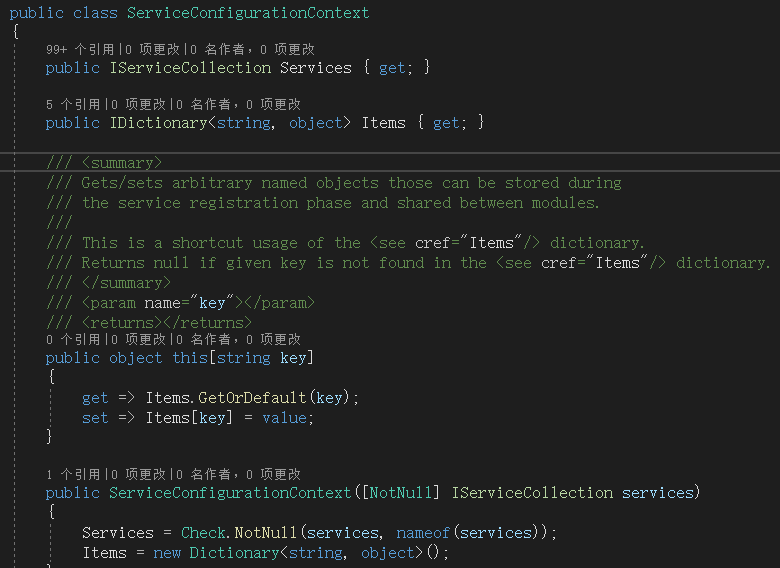 public class ServiceConfigurationContext
{
99+ 个引用|0 项更改|0 名作者，0 项更改
public IServiceCollection Services { get; }
5 个引用|0 项更改|0 名作者，0 项更改
public IDictionary<string, object> Items { get; }
/// <summary>
/// Gets/sets arbitrary named objects those can be stored during
/// the service registration phase and shared between modules.
///
/// This is a shortcut usage of the <see cref="Items"/> dictionary.
/// Returns null if given key is not found in the <see cref="Items"/> dictionary.
/// </summary>
/// <param name="key"></param>
/// <returns></returns>
0 个引用|0 项更改|0 名作者，0 项更改
public object this[string key]
{
get => Items.GetOrDefault(key);
set => Items[key] = value;
}
1 个引用|0 项更改|0 名作者，0 项更改
public ServiceConfigurationContext([NotNull] IServiceCollection services)
{
Services = Check.NotNull(services, nameof(services));
Items = new Dictionary<string, object>();